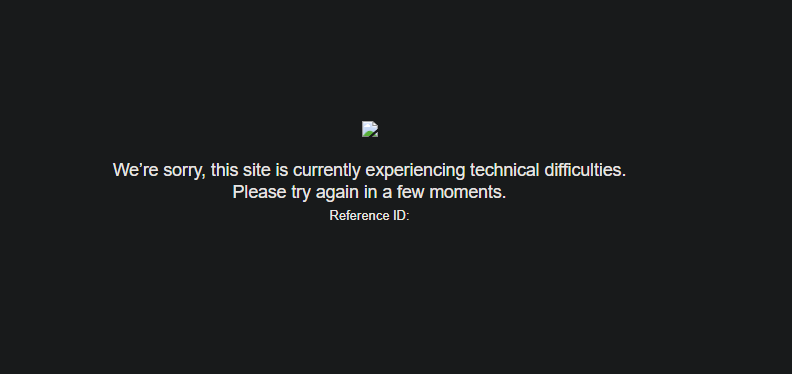 We’re sorry, this site is currently experiencing technical difficulties.
Please try again in a few moments.
Reference ID: